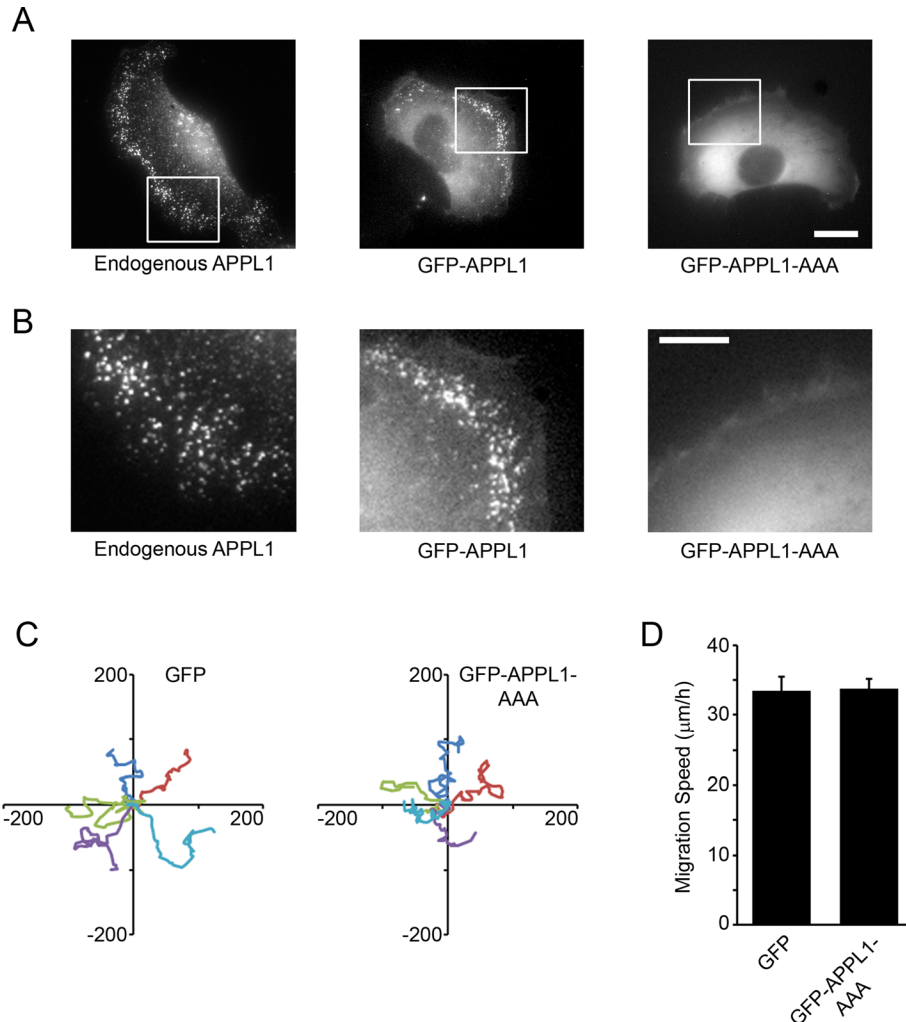 A
Endogenous APPL1
GFP-APPL1
GFP-APPL1-AAA
B
Endogenous APPL1
GFP-APPL1
GFP-APPL1-AAA
C
200
GFP
-200
200
-200
200
GFP-APPL1-
AAA
-200
200
-200
D
40
30
20
10
0
Migration Speed (μm/h)
GFP
GFP-APPL1-
AAA